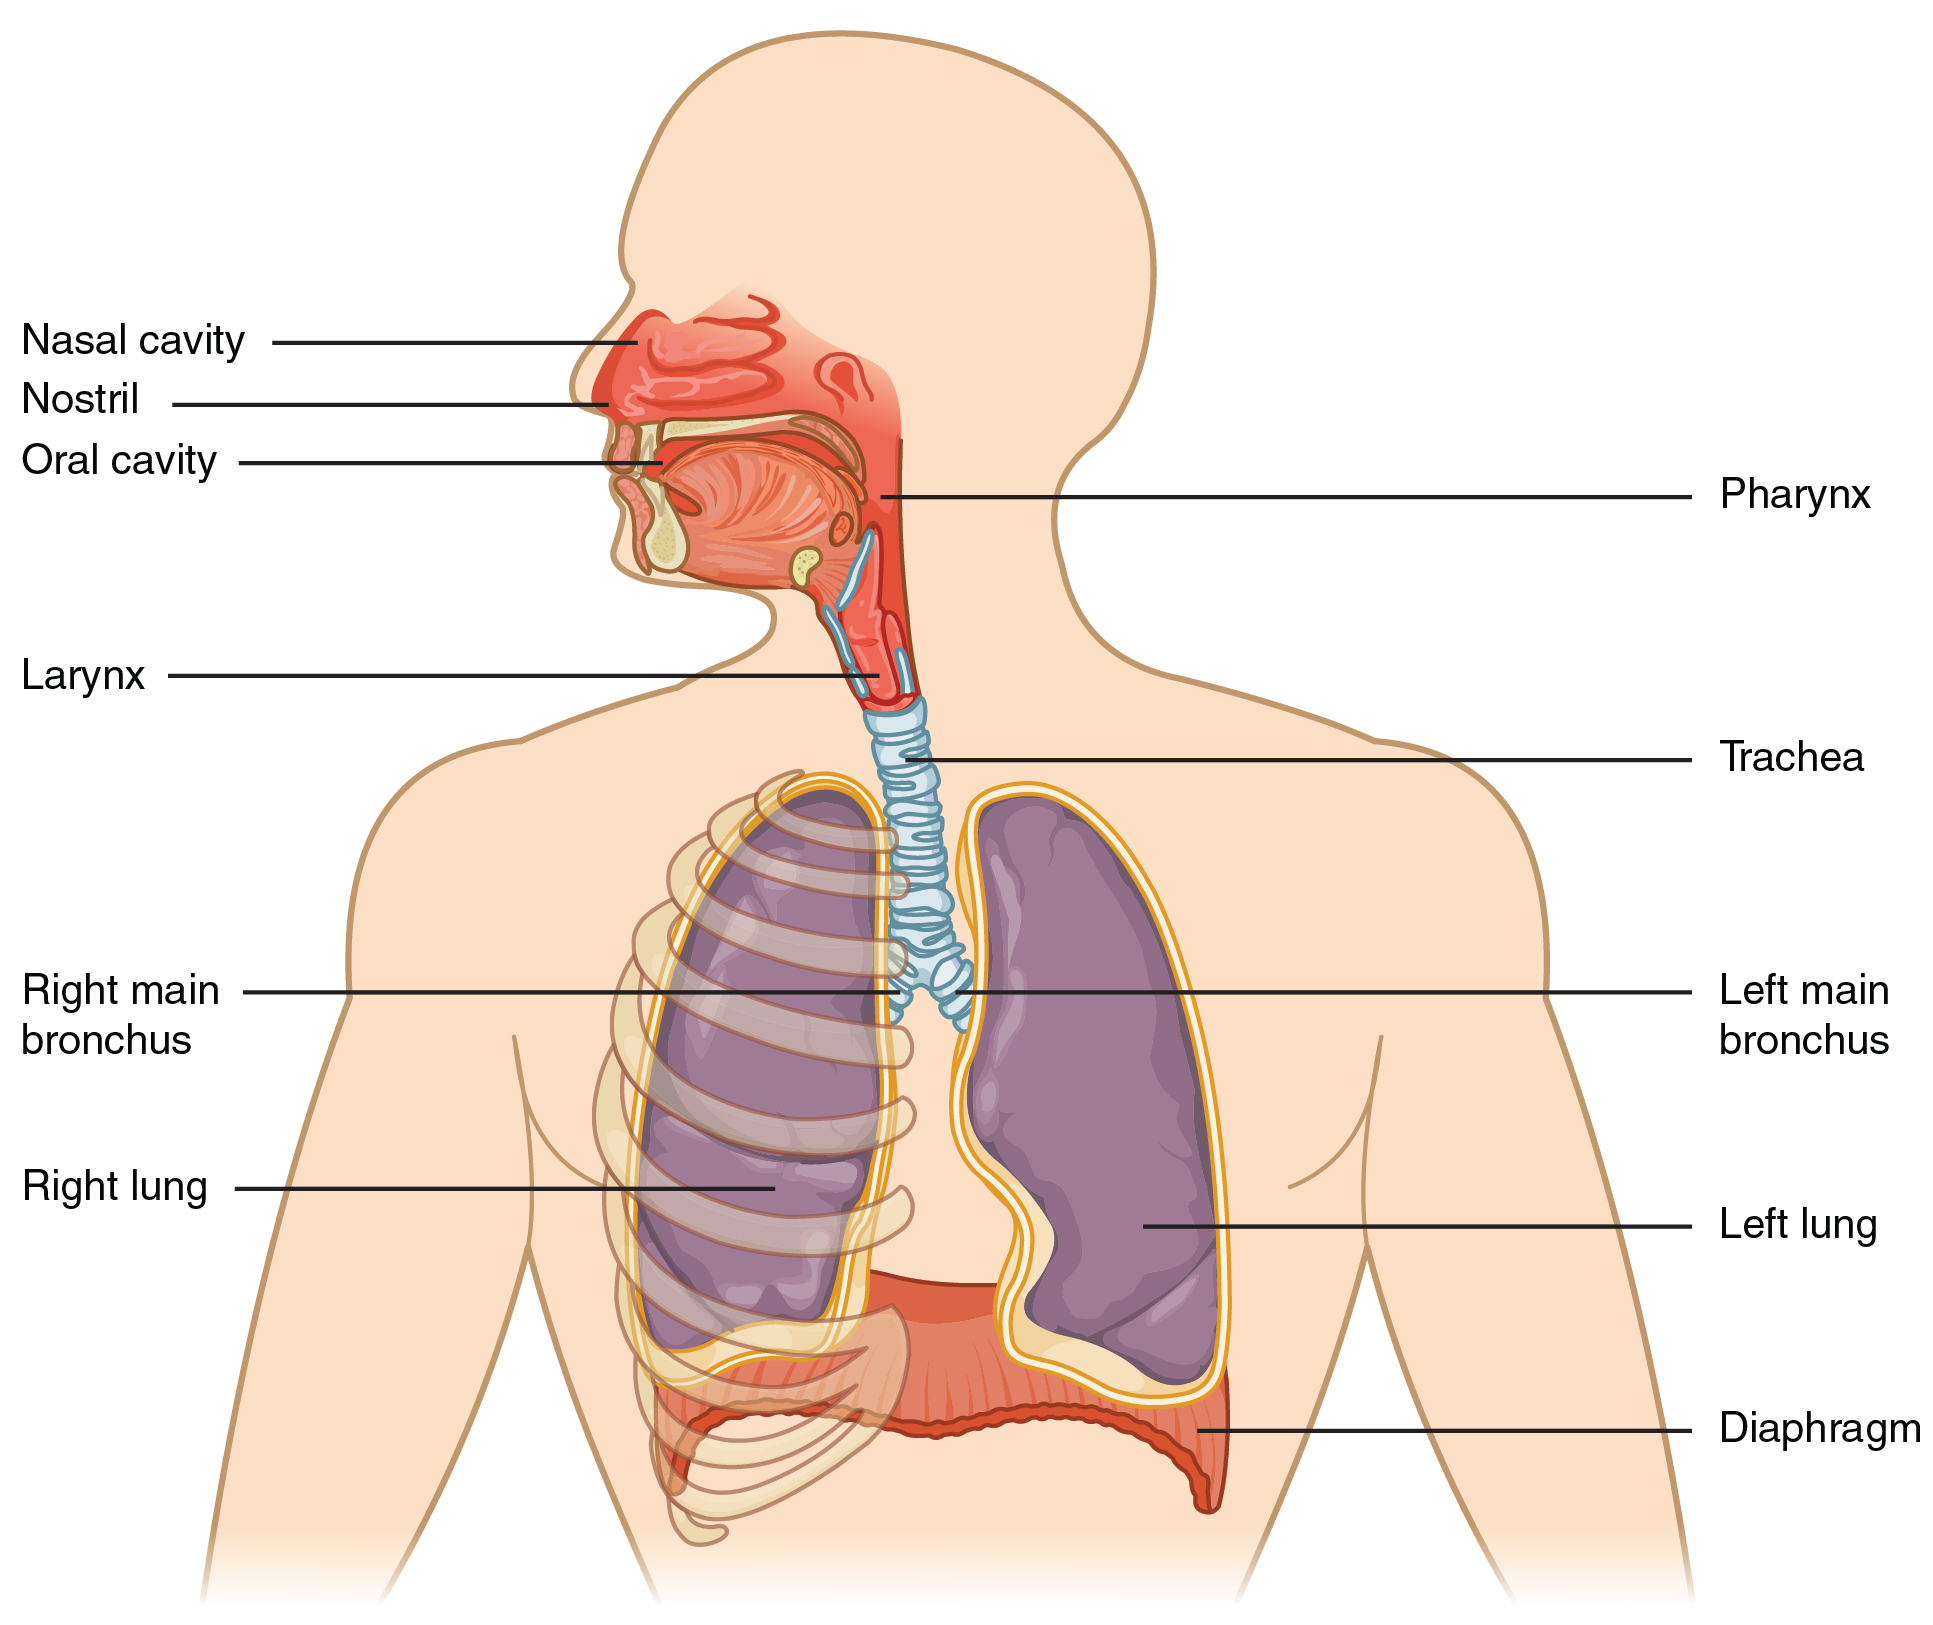 Nasal cavity
Nostril
Oral cavity
Pharynx
Larynx
Trachea
Right main
bronchus
Left main
bronchus
Right lung
Left lung
Diaphragm